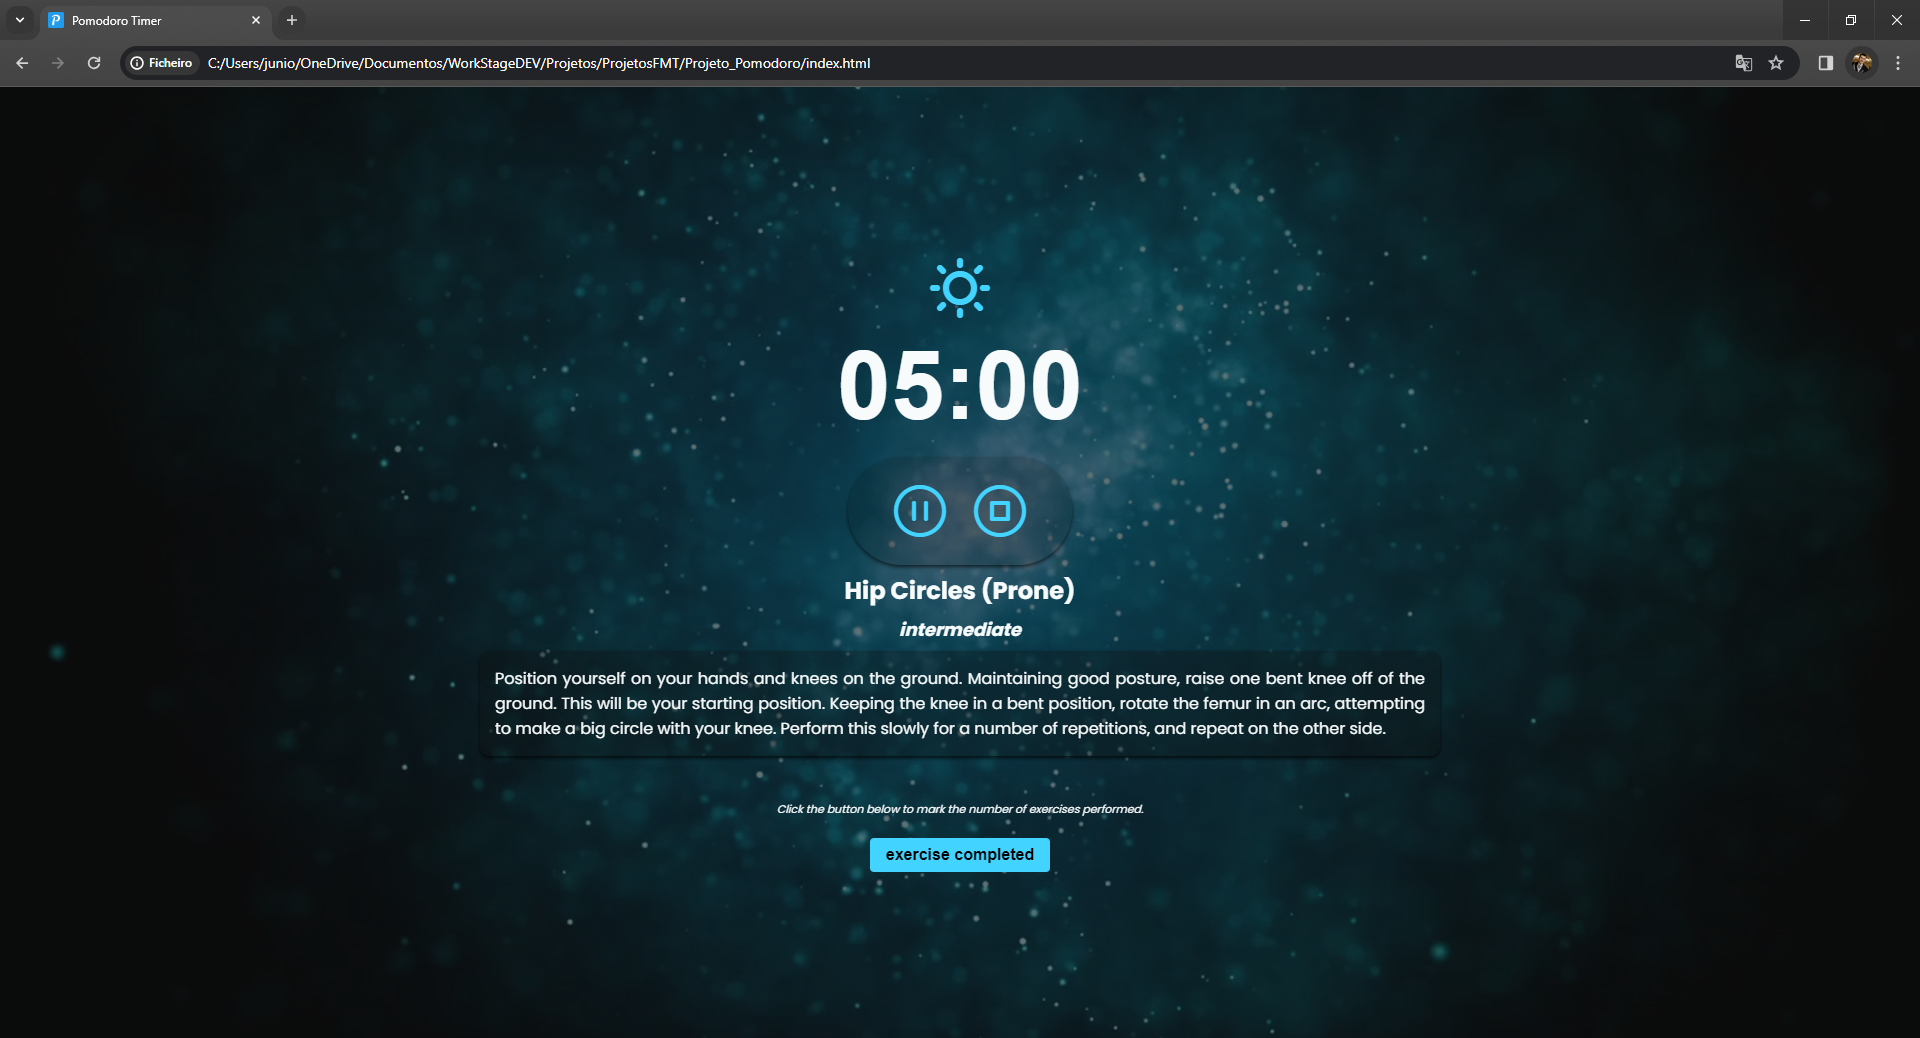 Pomodoro Timer
Ficheiro
C:/Users/junio/OneDrive/Documentos/WorkStageDEV/Projetos/ProjetosFMT/Projeto_Pomodoro/index.html
05:00
Hip Circles (Prone)
intermediate
Position yourself on your hands and knees on the ground. Maintaining good posture, raise one bent knee off of the
ground. This will be your starting position. Keeping the knee in a bent position, rotate the femur in an arc, attempting
to make a big circle with your knee. Perform this slowly for a number of repetitions, and repeat on the other side.
Click the button below to mark the number of exercises performed.
exercise completed